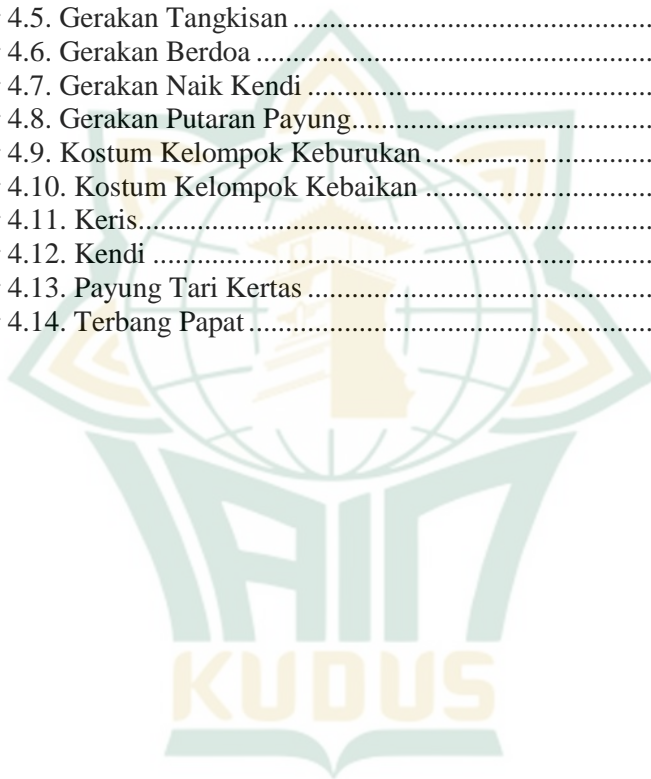 4.5. Gerakan Tangkisan ........................................................
4.6. Gerakan Berdoa ..............................................................
4.7. Gerakan Naik Kendi ......................................................
4.8. Gerakan Putaran Payung................................................
4.9. Kostum Kelompok Keburukan ....................................
4.10. Kostum Kelompok Kebaikan ....................................
4.11. Keris................................................................................
4.12. Kendi ..............................................................................
4.13. Payung Tari Kertas ......................................................
4.14. Terbang Papat ................................................................
IAIN
KUDUS